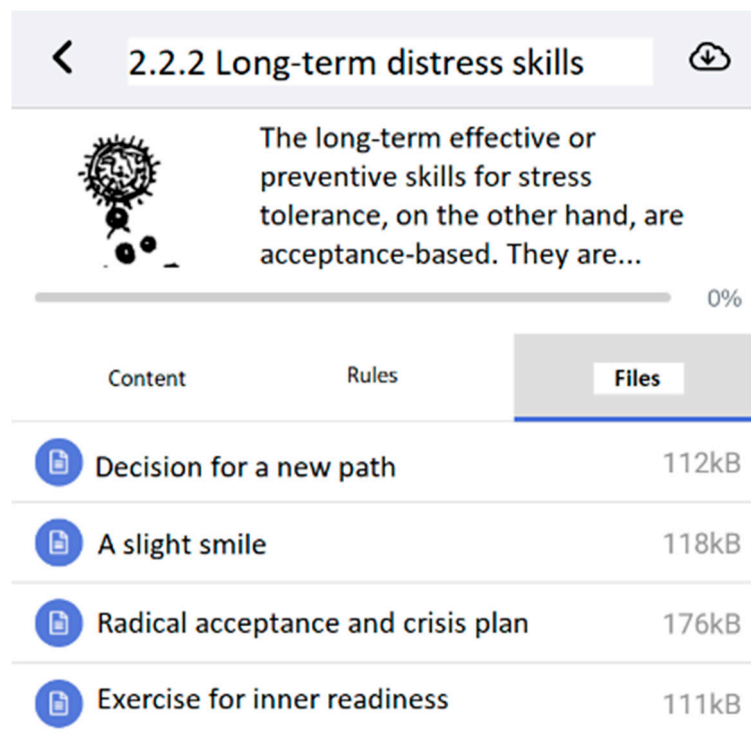 2.2.2 Long-term distress skills
The long-term effective or
preventive skills for stress
tolerance, on the other hand, are
acceptance-based. They are...
0%
Content Rules Files
Decision for a new path 112kB
A slight smile 118kB
Radical acceptance and crisis plan 176kB
Exercise for inner readiness 111kB